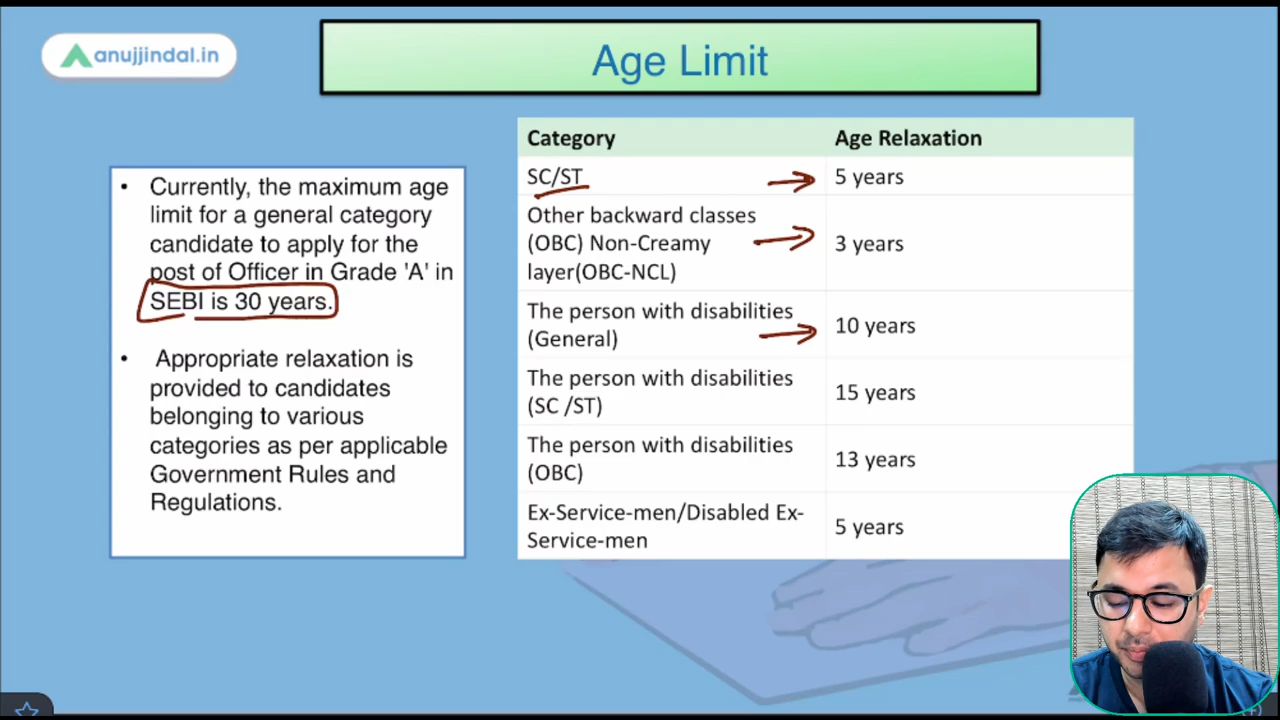 anujjindal.in
Age Limit
• Currently, the maximum age
limit for a general category
candidate to apply for the
post of Officer in Grade 'A' in
SEBI is 30 years.
• Appropriate relaxation is
provided to candidates
belonging to various
categories as per applicable
Government Rules and
Regulations.
Category Age Relaxation
SC/ST 5 years
Other backward classes
(OBC) Non-Creamy 3 years
layer(OBC-NCL)
The person with disabilities
(General) 10 years
The person with disabilities
(SC /ST) 15 years
The person with disabilities
(OBC) 13 years
Ex-Service-men/Disabled Ex-
Service-men 5 years